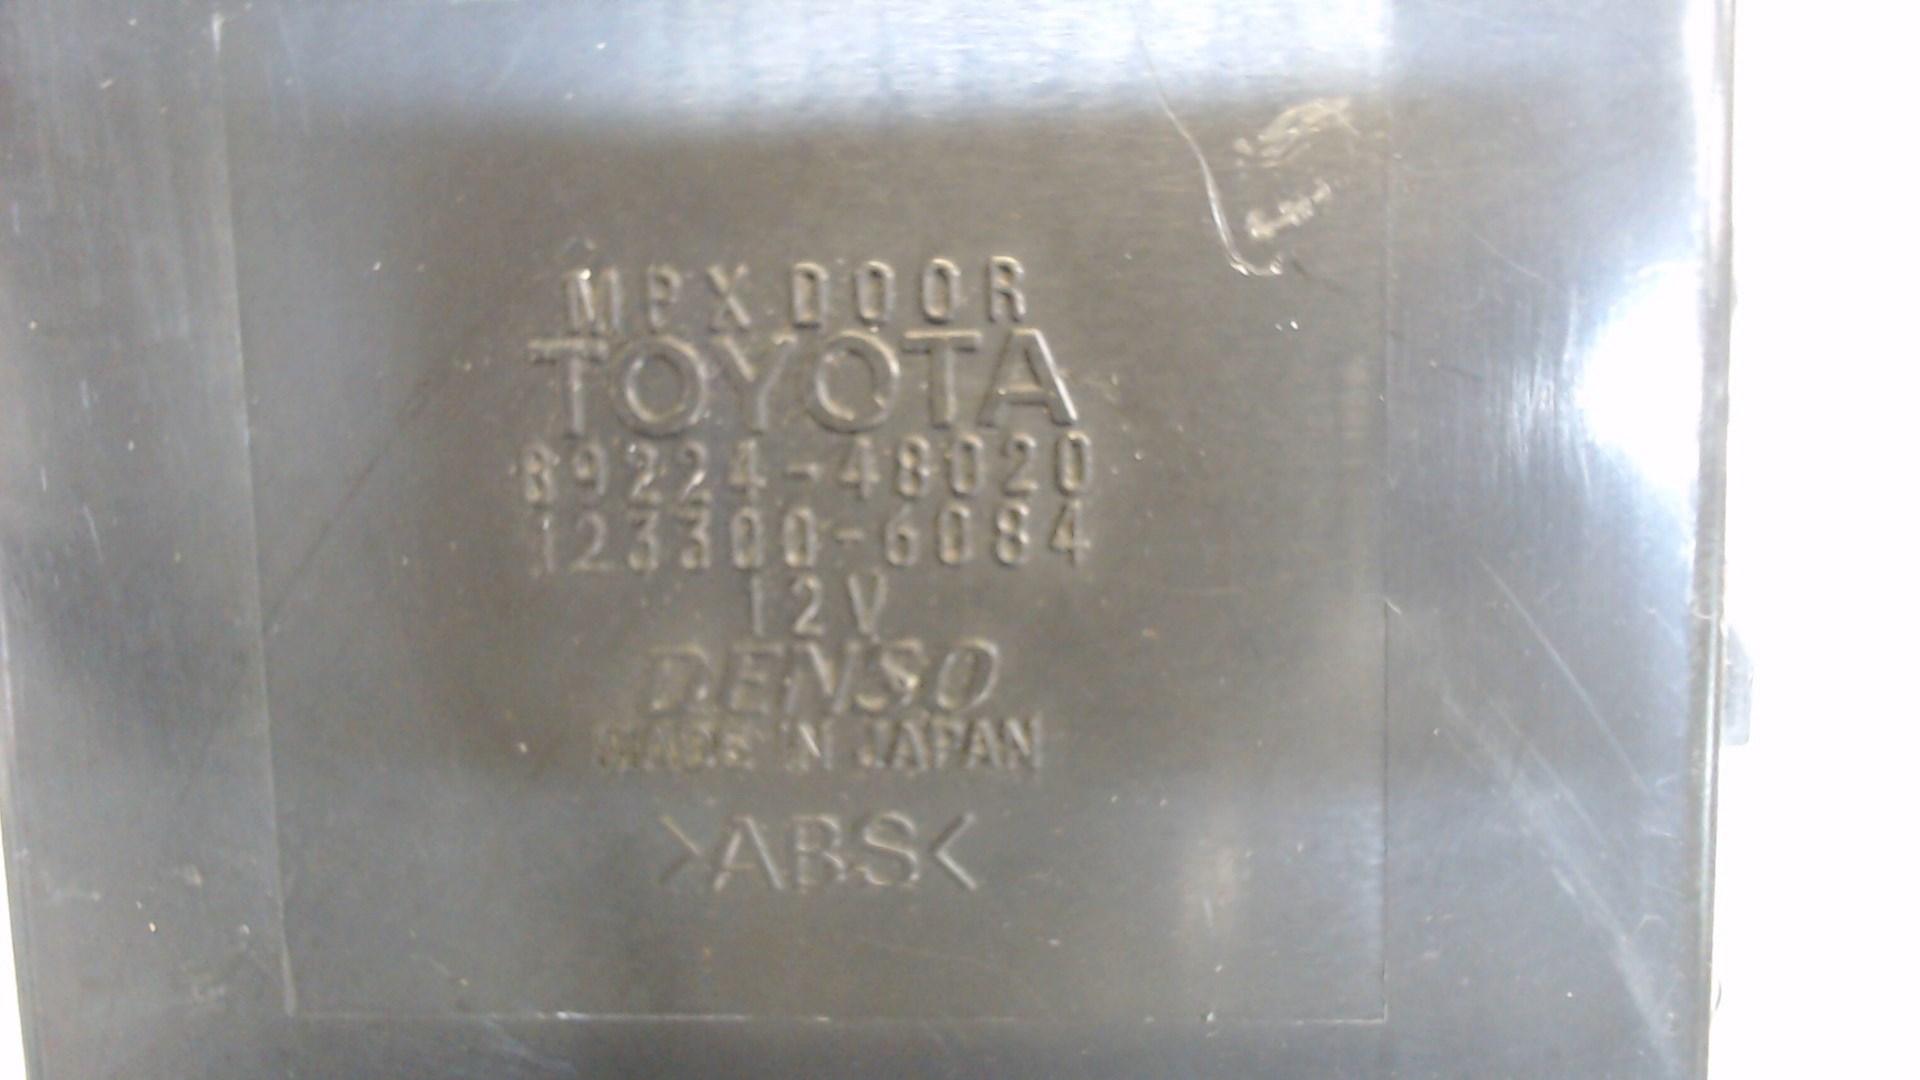 MPX DOOR
TOYOTA
89224-48020
123300-6084
12V
DENSO
MADE IN JAPAN
>ABS<